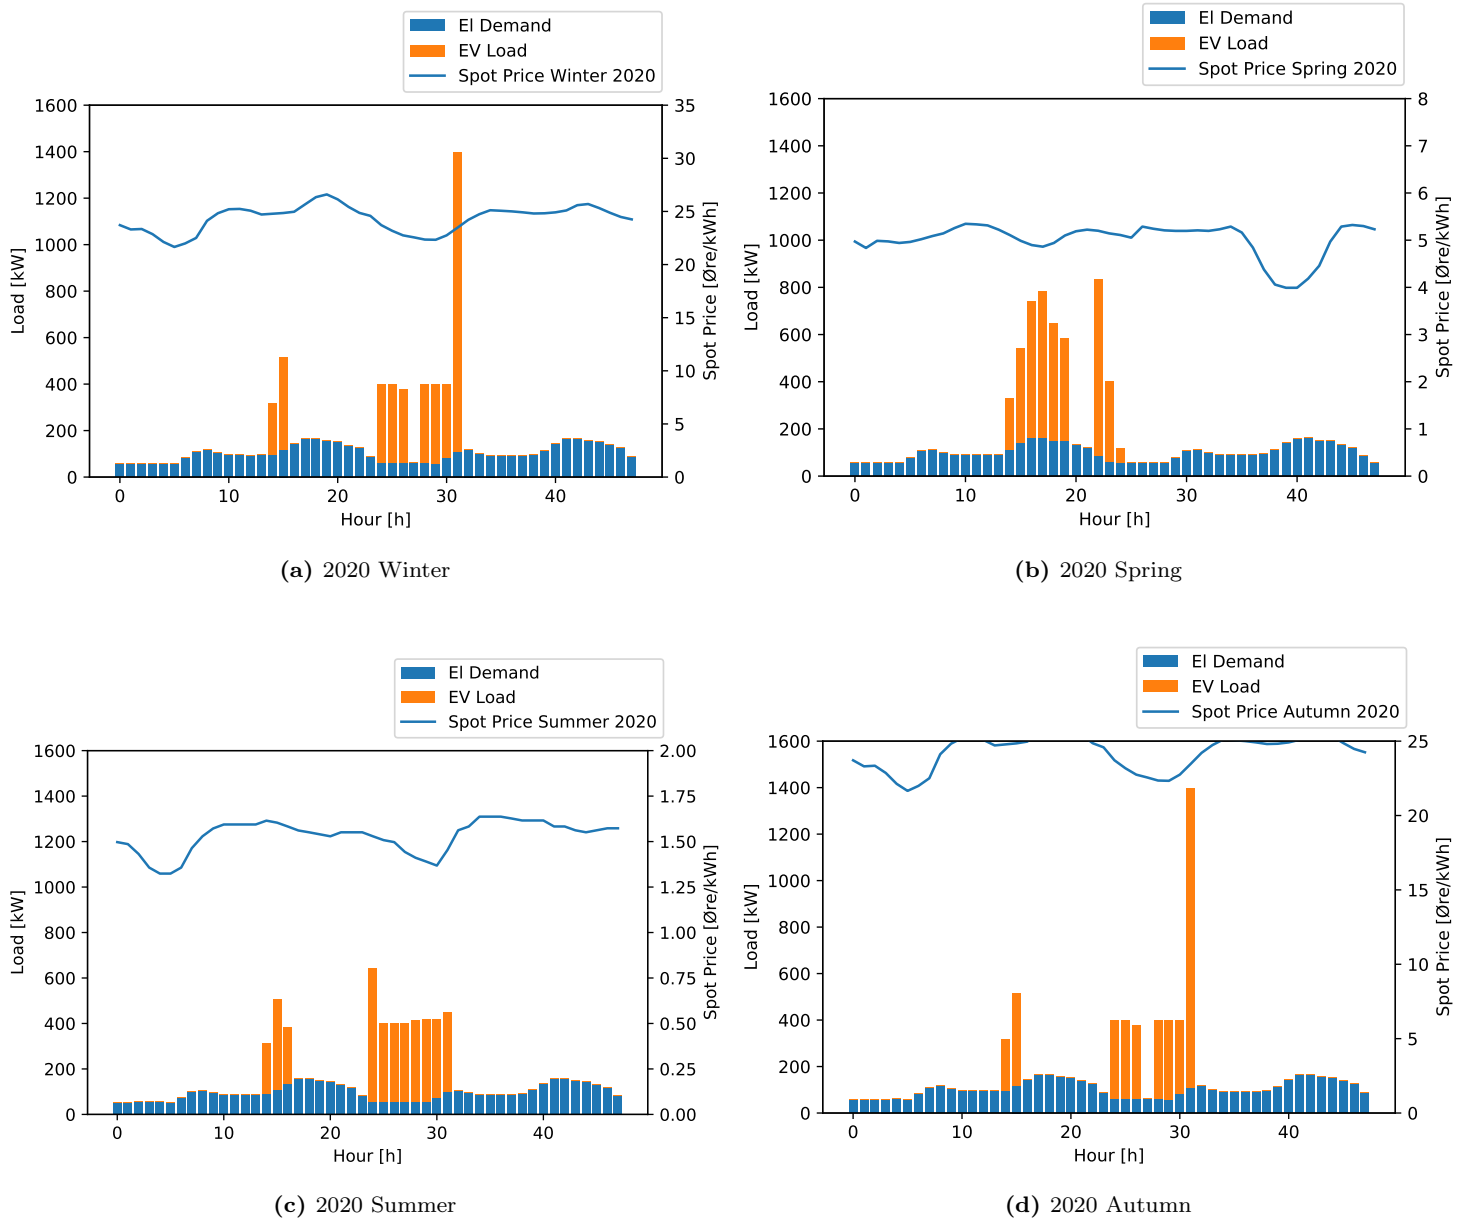 El Demand
EV Load
Spot Price Winter 2020
1600
1400
1200
1000
800
600
400
200
0
35
30
25
20
15
10
5
0
Load [kW]
Spot Price [Øre/kWh]
0 10 20 30 40
Hour [h]
(a) 2020 Winter
El Demand
EV Load
Spot Price Spring 2020
1600
1400
1200
1000
800
600
400
200
0
8
7
6
5
4
3
2
1
0
Load [kW]
Spot Price [Øre/kWh]
0 10 20 30 40
Hour [h]
(b) 2020 Spring
El Demand
EV Load
Spot Price Summer 2020
1600
1400
1200
1000
800
600
400
200
0
2.00
1.75
1.50
1.25
1.00
0.75
0.50
0.25
0.00
Load [kW]
Spot Price [Øre/kWh]
0 10 20 30 40
Hour [h]
(c) 2020 Summer
El Demand
EV Load
Spot Price Autumn 2020
1600
1400
1200
1000
800
600
400
200
0
25
20
15
10
5
0
Load [kW]
Spot Price [Øre/kWh]
0 10 20 30 40
Hour [h]
(d) 2020 Autumn